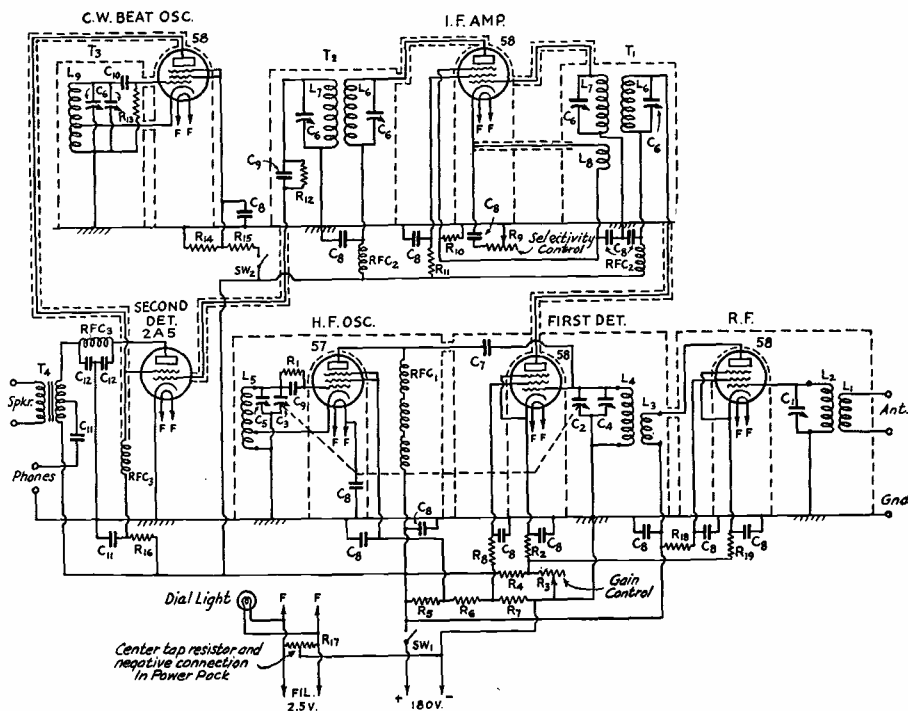 C.W. BEAT OSC.
I.F. AMP.
58
58
T3
T2
T1
L9
C10
C6
R13
F F
L7
L6
C6
C6
C9
R12
F F
L7
L6
C6
C6
L8
C8
R14
R15
SW2
C8
RFC2
C8
R10
R11
C8
R9
Selectivity
Control
C8
RFC2
SECOND
DET.
2A5
H.F. OSC.
FIRST DET.
R.F.
RFC3
T4
Spkr.
C12
C12
F F
C11
Phones
RFC3
57
L5
R1
C5
C3
C9
F F
RFC1
C7
58
F F
C2
C4
L4
L3
58
F F
C1
L2
L1
Ant.
Gnd
C8
C11
R16
C8
C8
R8
C8
R2
C8
C8
R18
C8
R19
C8
R4
R3
Gain
Control
R5
R6
R7
Dial Light
F F
R17
SW1
Center tap resistor and
negative connection
In Power Pack
FIL.
2.5V.
+ 180V. -